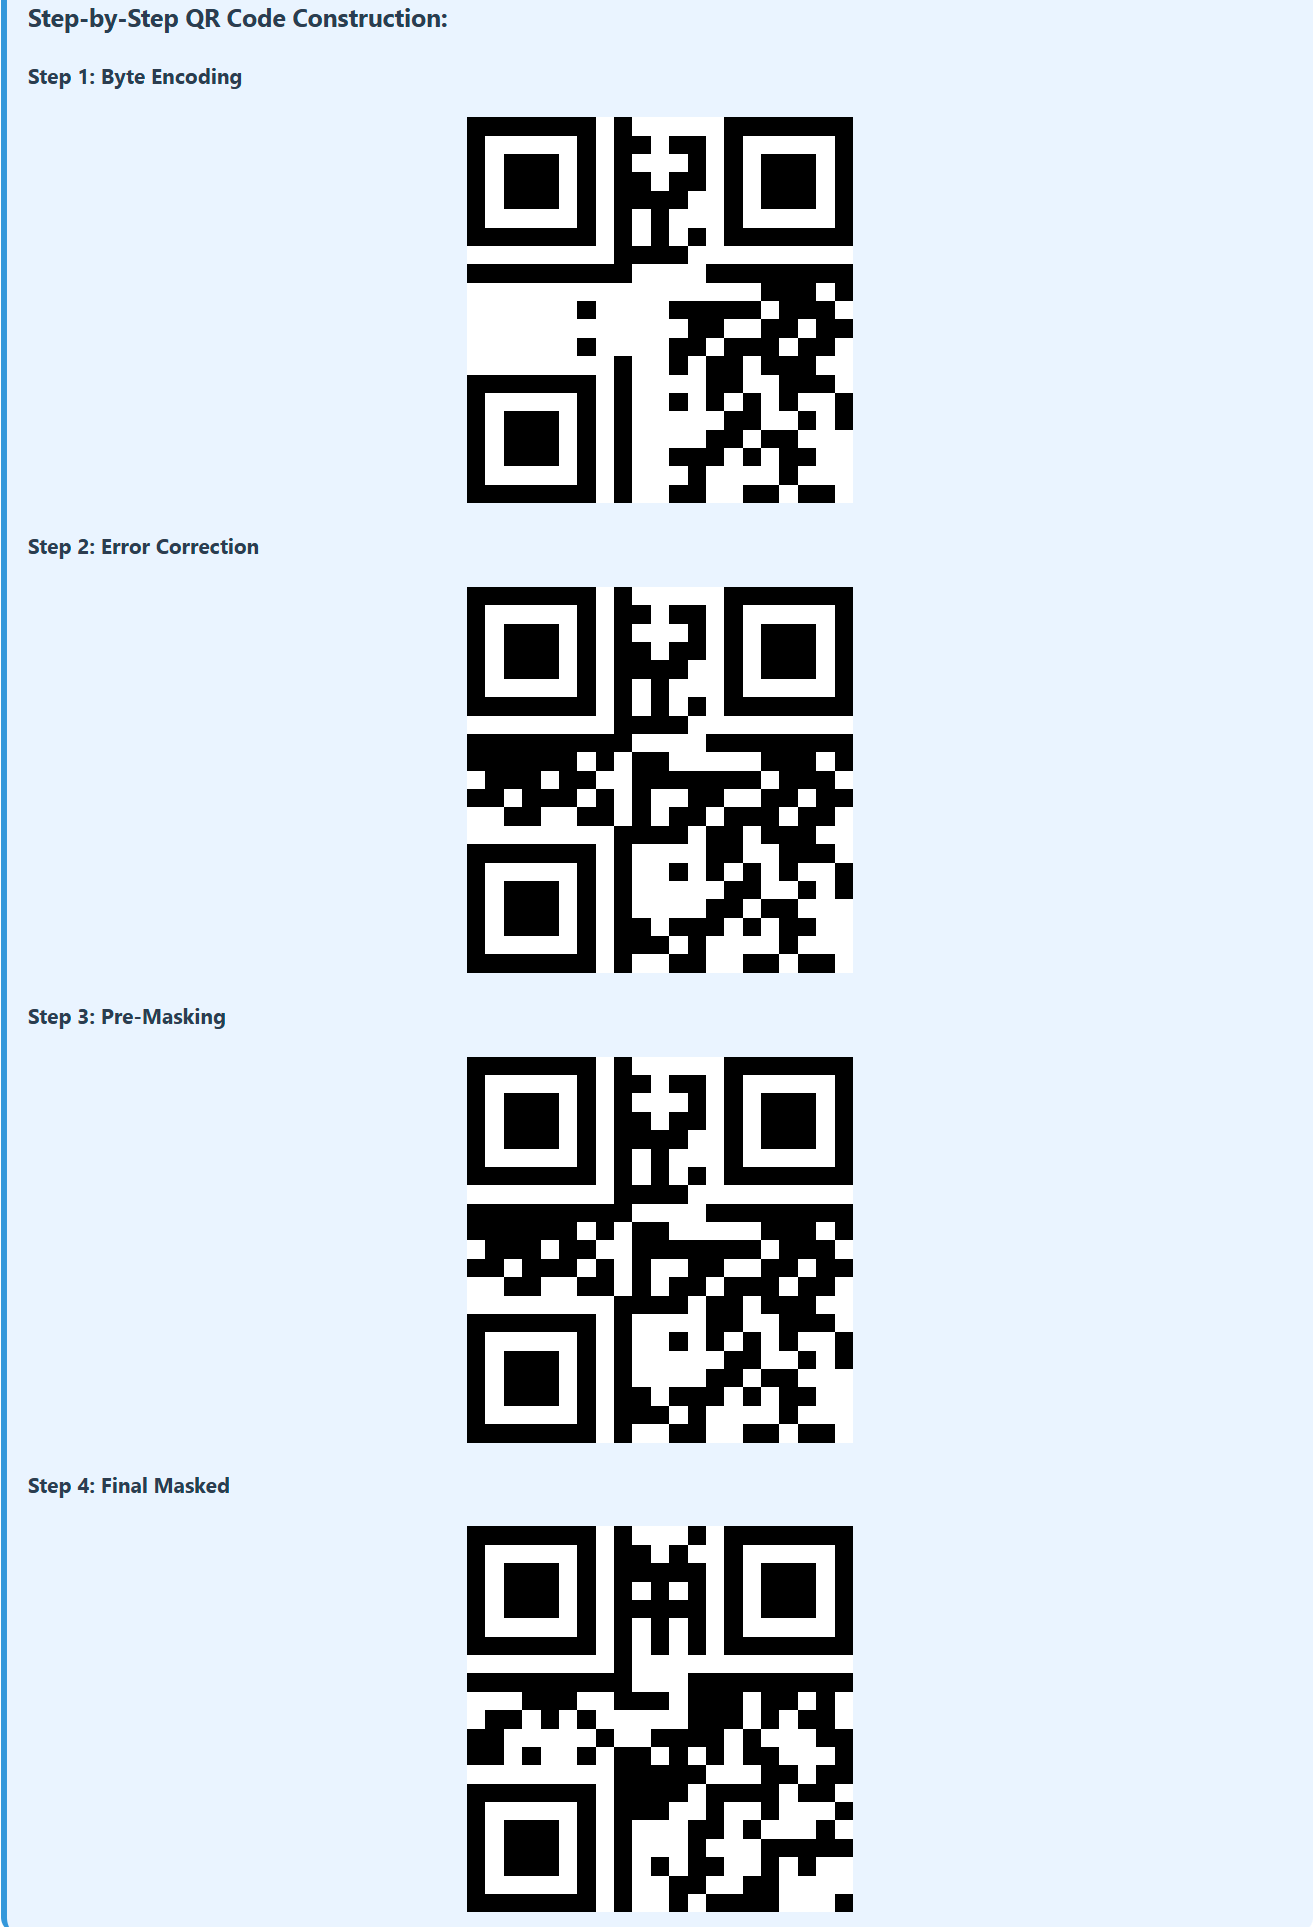 Step-by-Step QR Code Construction:
Step 1: Byte Encoding
Step 2: Error Correction
Step 3: Pre-Masking
Step 4: Final Masked